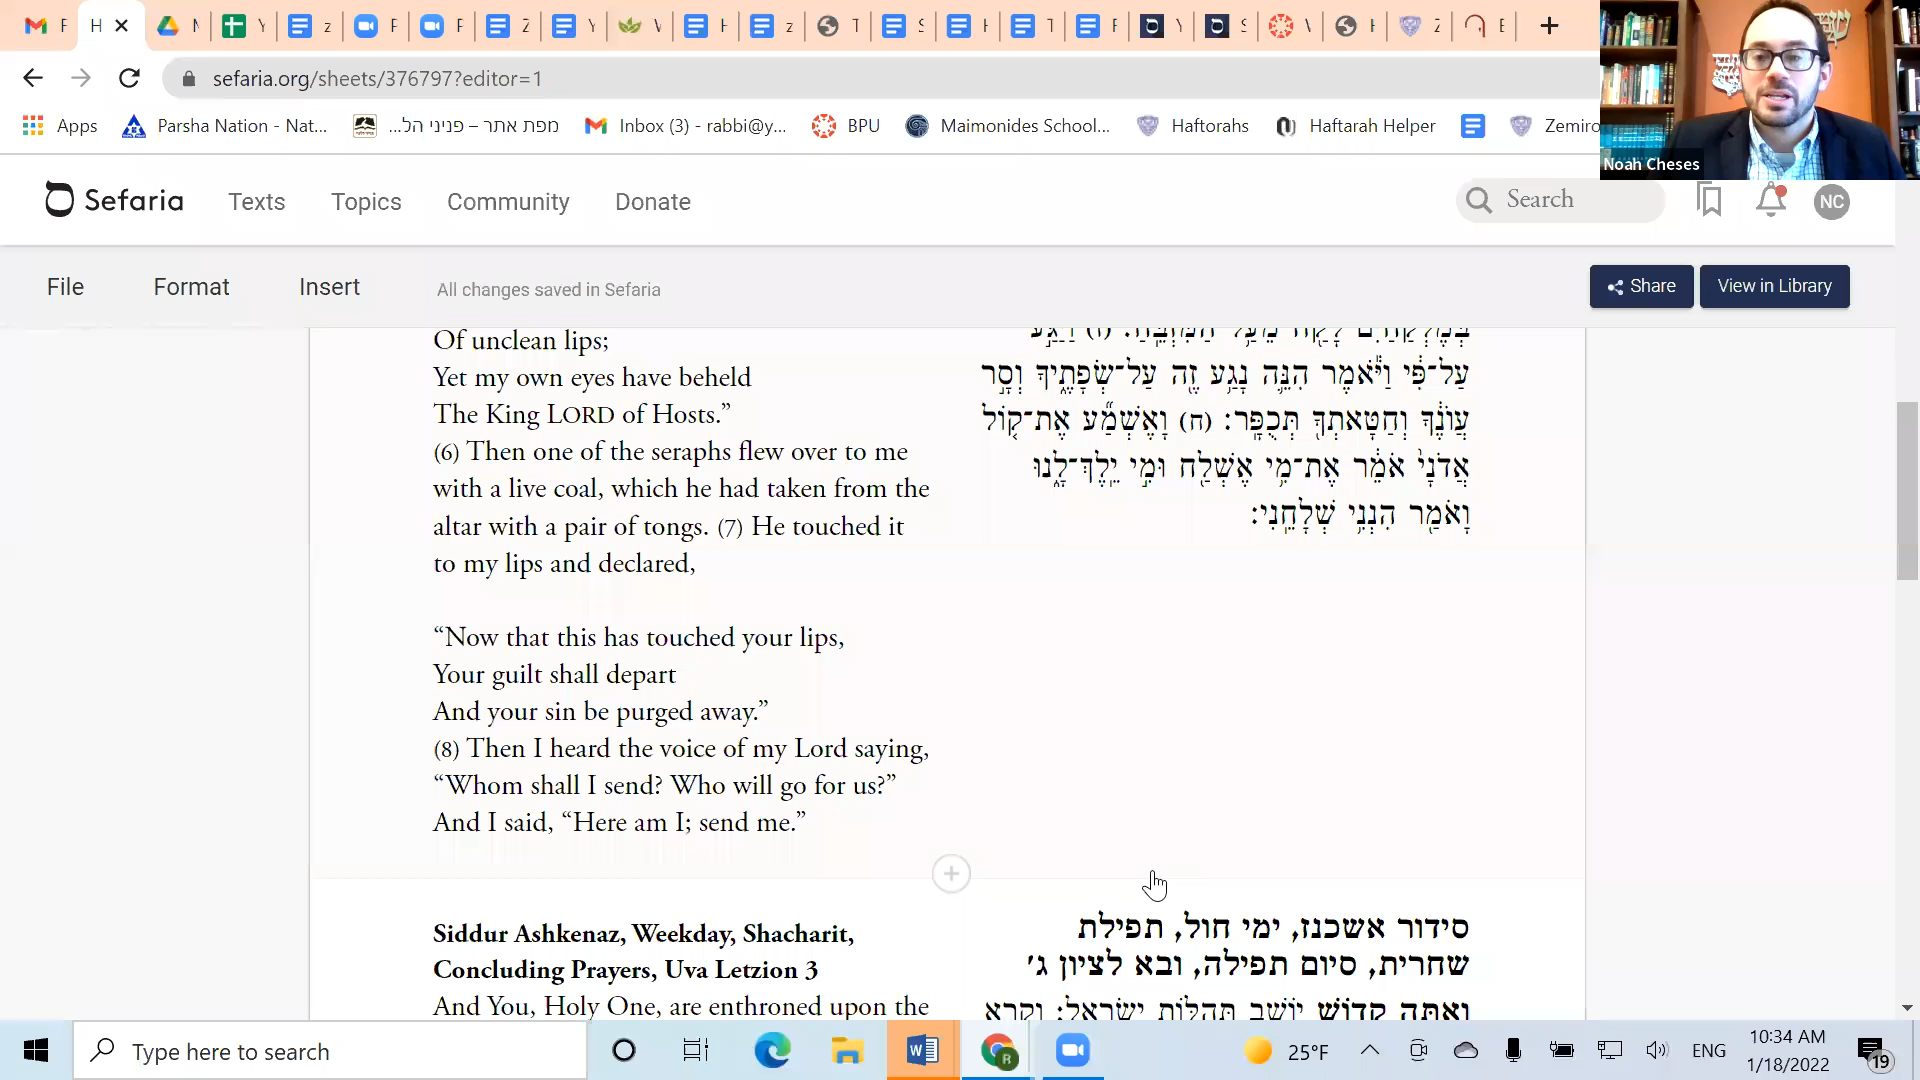 F
H
M
Y
z
F
F
Z
Y
V
H
z
T
S
H
T
F
Y
S
V
H
Z
E
sefaria.org/sheets/376797?editor=1
Apps
Parsha Nation - Nat...
מפת אתר – פניני הל...
Inbox (3) - rabbi@y...
BPU
Maimonides School...
Haftorahs
Haftarah Helper
Zemiro
Noah Cheses
Sefaria
Texts
Topics
Community
Donate
Search
NC
File
Format
Insert
All changes saved in Sefaria
Share
View in Library
Of unclean lips;
Yet my own eyes have beheld
The King LORD of Hosts.”
(6) Then one of the seraphs flew over to me
with a live coal, which he had taken from the
altar with a pair of tongs. (7) He touched it
to my lips and declared,
“Now that this has touched your lips,
Your guilt shall depart
And your sin be purged away.”
(8) Then I heard the voice of my Lord saying,
“Whom shall I send? Who will go for us?”
And I said, “Here am I; send me.”
בְּמֶלְקַחַ֔יִם לָקַ֖ח מֵעַ֥ל הַמִּזְבֵּֽחַ׃ (ז) וַיַּגַּ֣ע
עַל־פִּ֔י וַיֹּ֕אמֶר הִנֵּ֛ה נָגַ֥ע זֶ֖ה עַל־שְׂפָתֶ֑יךָ וְסָ֣ר
עֲוֺנֶ֔ךָ וְחַטָּאתְךָ֖ תְּכֻפָּֽר׃ (ח) וָאֶשְׁמַ֞ע אֶת־ק֤וֹל
אֲדֹנָי֙ אֹמֵ֔ר אֶת־מִ֥י אֶשְׁלַ֖ח וּמִ֣י יֵֽלֶךְ־לָ֑נוּ
וָאֹמַ֖ר הִנְנִ֥י שְׁלָחֵֽנִי׃
Siddur Ashkenaz, Weekday, Shacharit,
Concluding Prayers, Uva Letzion 3
And You, Holy One, are enthroned upon the
סידור אשכנז, ימי חול, תפילת
שחרית, סיום תפילה, ובא לציון ג׳
וְאַתָּה קָדוֹשׁ יוֹשֵׁב תְּהִלּוֹת יִשְׂרָאֵל: וְקָרָא
Type here to search
25°F
ENG
10:34 AM
1/18/2022
19